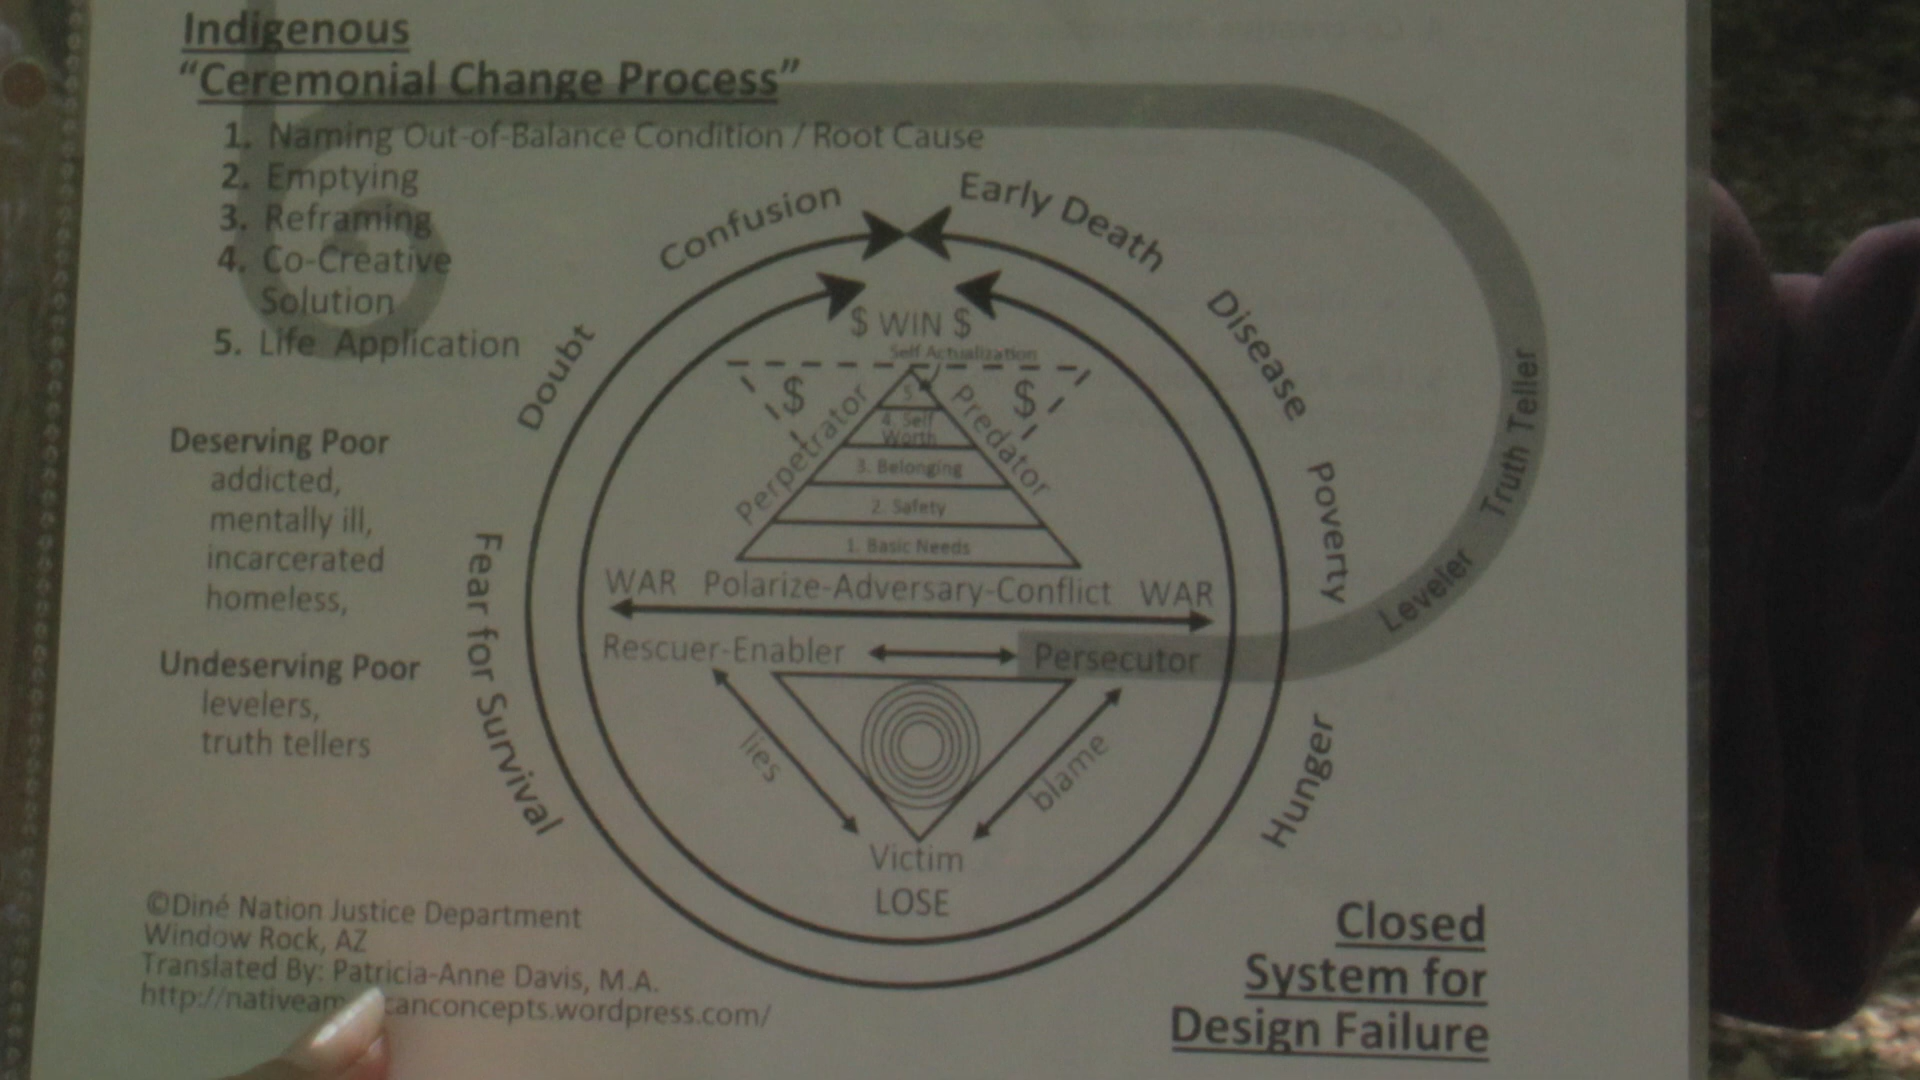 Indigenous
“Ceremonial Change Process”
1. Naming Out-of-Balance Condition / Root Cause
2. Emptying
3. Reframing
4. Co-Creative
Solution
5. Life Application
Deserving Poor
addicted,
mentally ill,
incarcerated
homeless,
Undeserving Poor
levelers,
truth tellers
Fear for Survival
Doubt
Confusion
Early Death
Disease
Poverty
Hunger
Truth Teller
Leveler
$ WIN $
Self Actualization
$
$
Perpetrator
Predator
5.
4. Self
Worth
3. Belonging
2. Safety
1. Basic Needs
WAR Polarize-Adversary-Conflict WAR
Rescuer-Enabler
Persecutor
lies
blame
Victim
LOSE
©Diné Nation Justice Department
Window Rock, AZ
Translated By: Patricia-Anne Davis, M.A.
Closed
System for
Design Failure